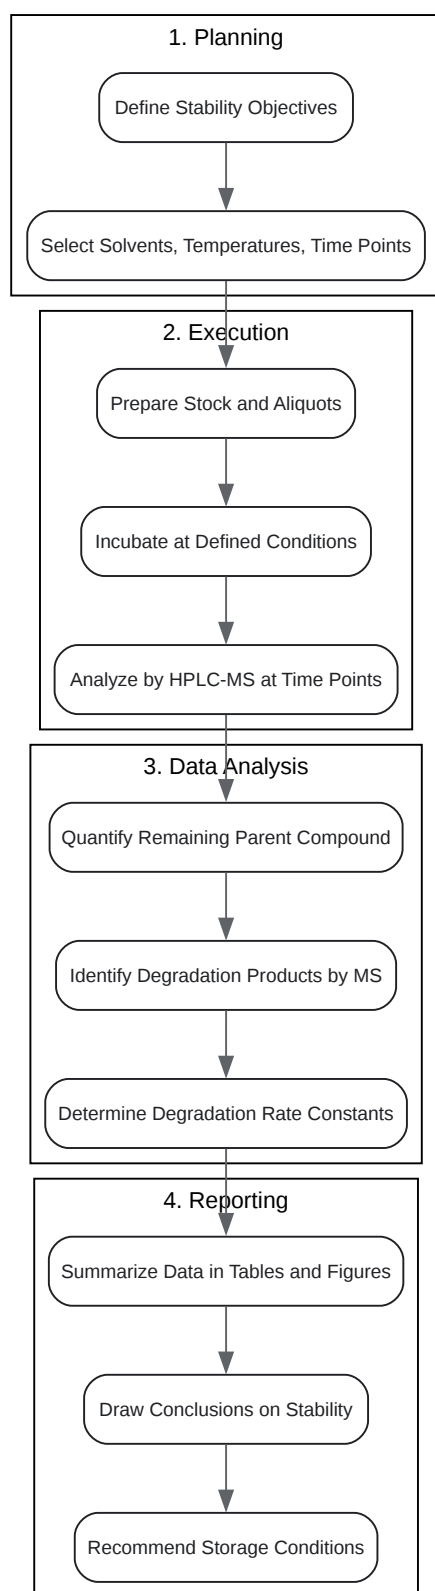 1. Planning
Define Stability Objectives
Select Solvents, Temperatures, Time Points
2. Execution
Prepare Stock and Aliquots
Incubate at Defined Conditions
Analyze by HPLC-MS at Time Points
3. Data Analysis
Quantify Remaining Parent Compound
Identify Degradation Products by MS
Determine Degradation Rate Constants
4. Reporting
Summarize Data in Tables and Figures
Draw Conclusions on Stability
Recommend Storage Conditions